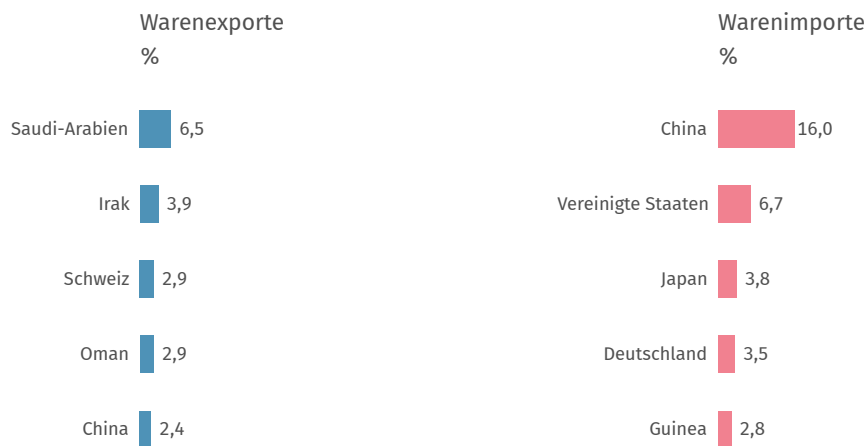 Warenexporte
%
Saudi-Arabien 6,5
Irak 3,9
Schweiz 2,9
Oman 2,9
China 2,4
Warenimporte
%
China 16,0
Vereinigte Staaten 6,7
Japan 3,8
Deutschland 3,5
Guinea 2,8